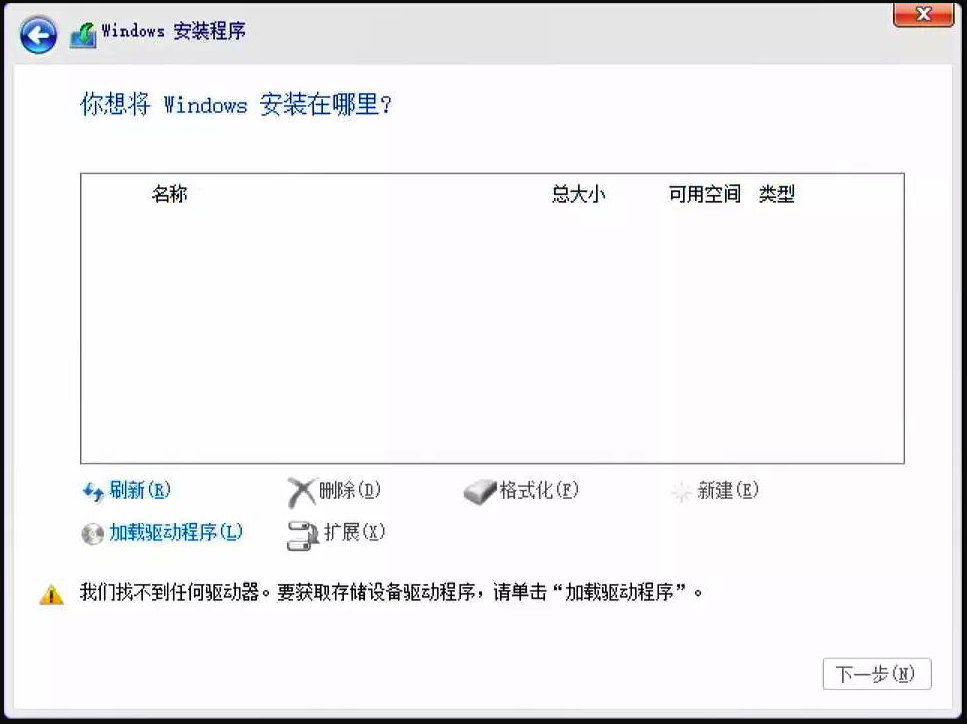 Windows 安装程序
你想将 Windows 安装在哪里?
名称 总大小 可用空间 类型
刷新(R) 删除(D) 格式化(F) 新建(E)
加载驱动程序(L) 扩展(X)
我们找不到任何驱动器。要获取存储设备驱动程序，请单击“加载驱动程序”。
下一步(N)